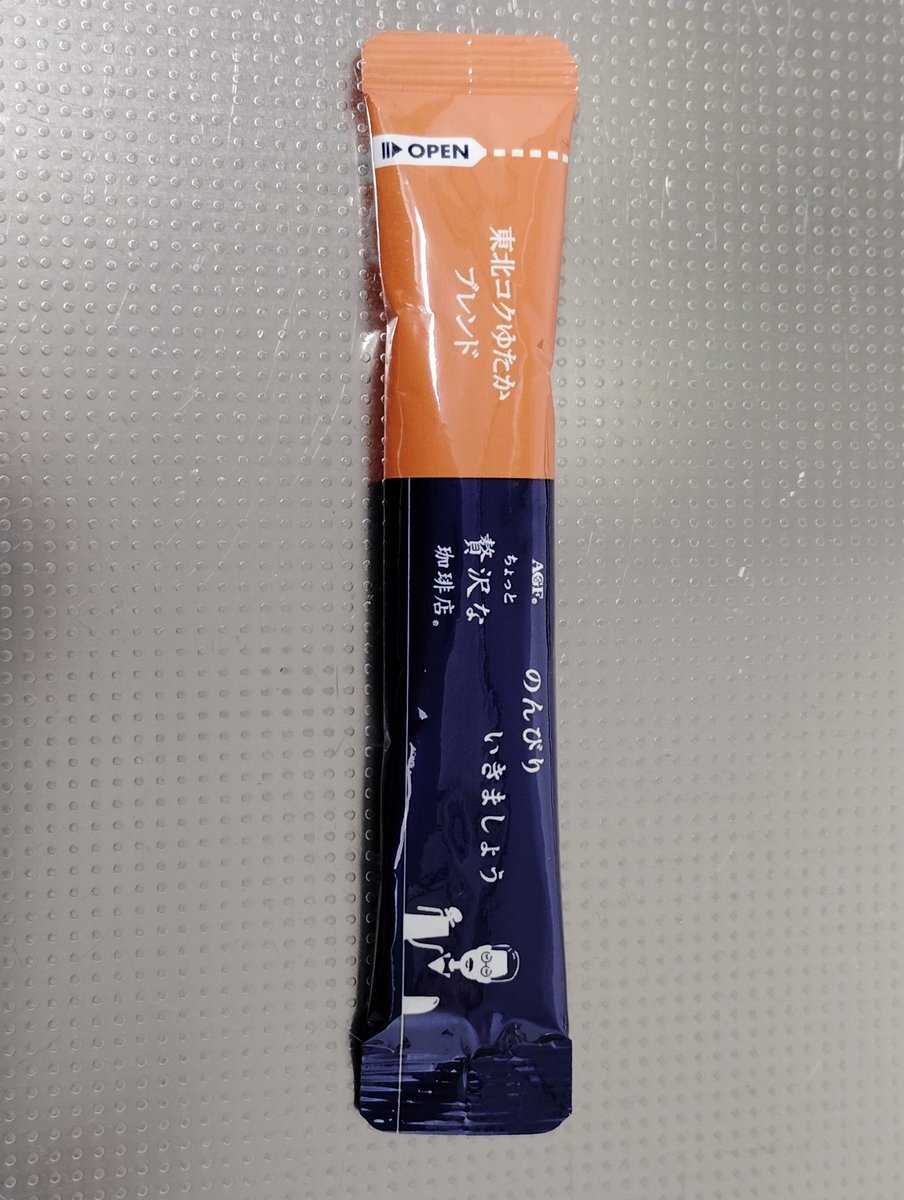 OPEN
東北コクゆたか
ブレンド
AGF®
ちょっと
贅沢な
珈琲店®
のんびり
いきましょう